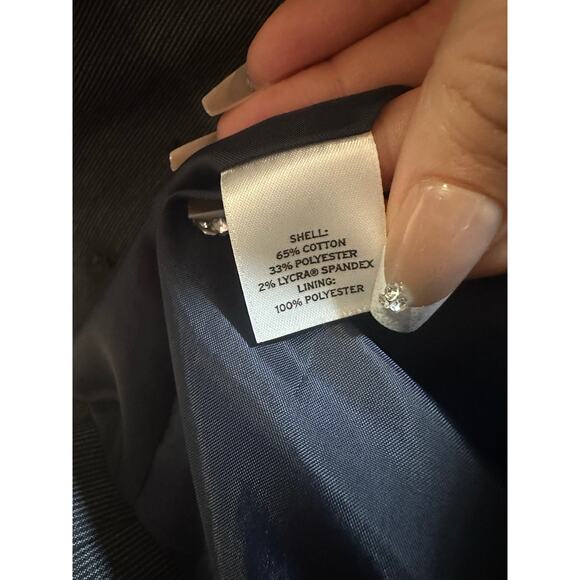 SHELL:
65% COTTON
33% POLYESTER
2% LYCRA® SPANDEX
LINING:
100% POLYESTER